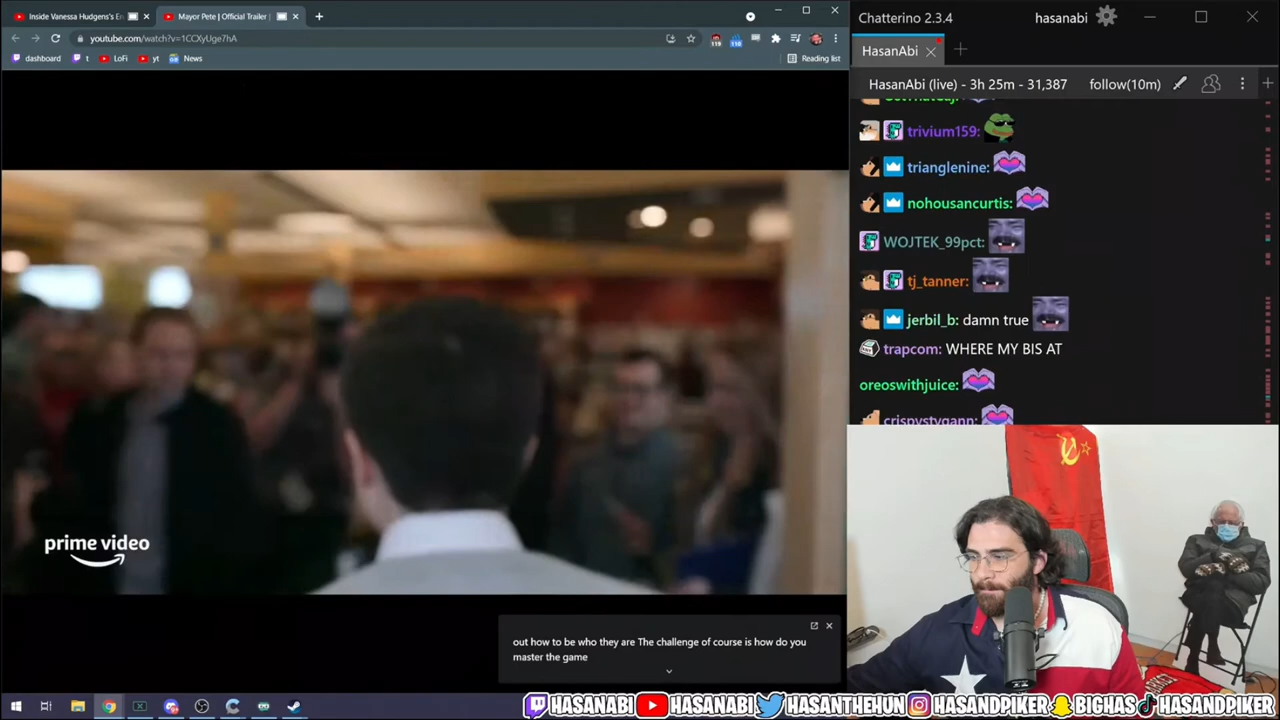 Inside Vanessa Hudgens's E
Mayor Pete | Official Trailer |
youtube.com/watch?v=1CCXyUge7hA
119
110
dashboard
t
LoFi
yt
News
Reading list
prime video
out how to be who they are The challenge of course is how do you
master the game
Chatterino 2.3.4
hasanabi
HasanAbi
HasanAbi (live) - 3h 25m - 31,387
follow(10m)
trivium159:
trianglenine:
nohousancurtis:
WOJTEK_99pct:
tj_tanner:
jerbil_b: damn true
trapcom: WHERE MY BIS AT
oreoswithjuice:
crispystygann:
HASANABI HASANABI HASANTHEHUN HASANDPIKER BIGHAS HASANDPIKER